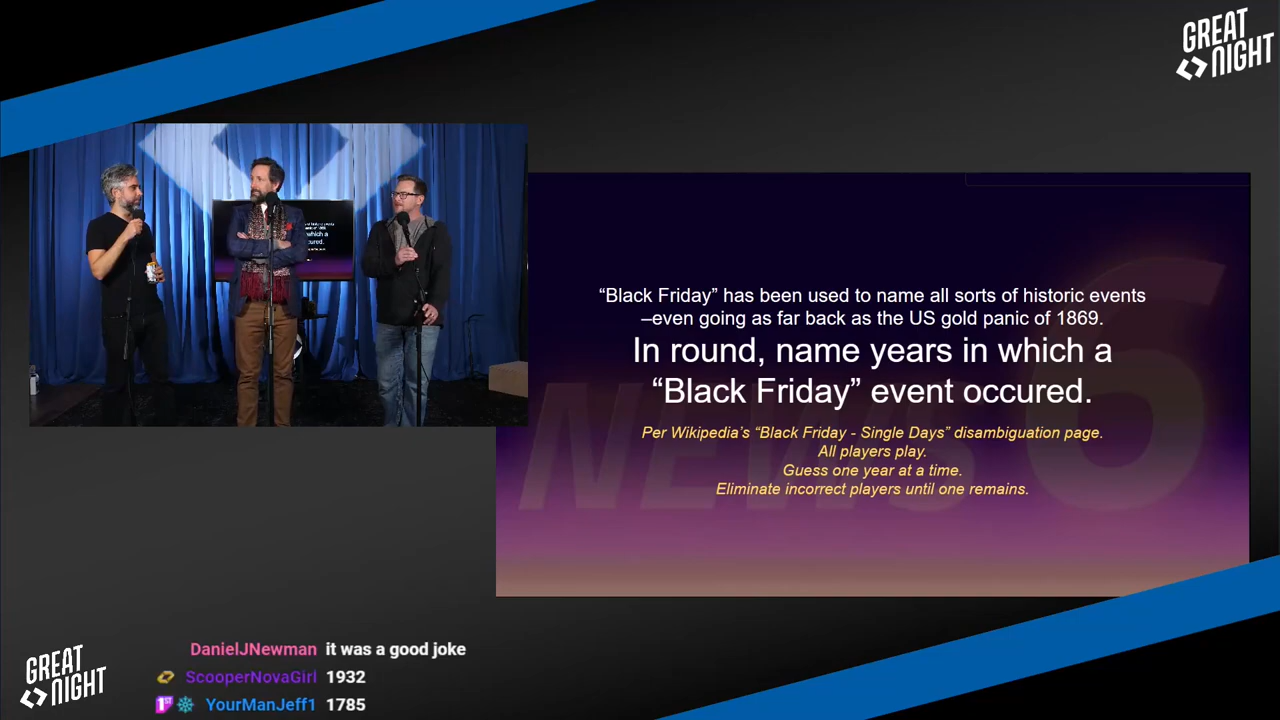 GREAT
NIGHT
“Black Friday” has been used to name all sorts of historic events
–even going as far back as the US gold panic of 1869.
In round, name years in which a
“Black Friday” event occured.
Per Wikipedia’s “Black Friday - Single Days” disambiguation page.
All players play.
Guess one year at a time.
Eliminate incorrect players until one remains.
NEWS 6
GREAT
NIGHT
DanielJNewman it was a good joke
ScooperNovaGirl 1932
1st YourManJeff1 1785